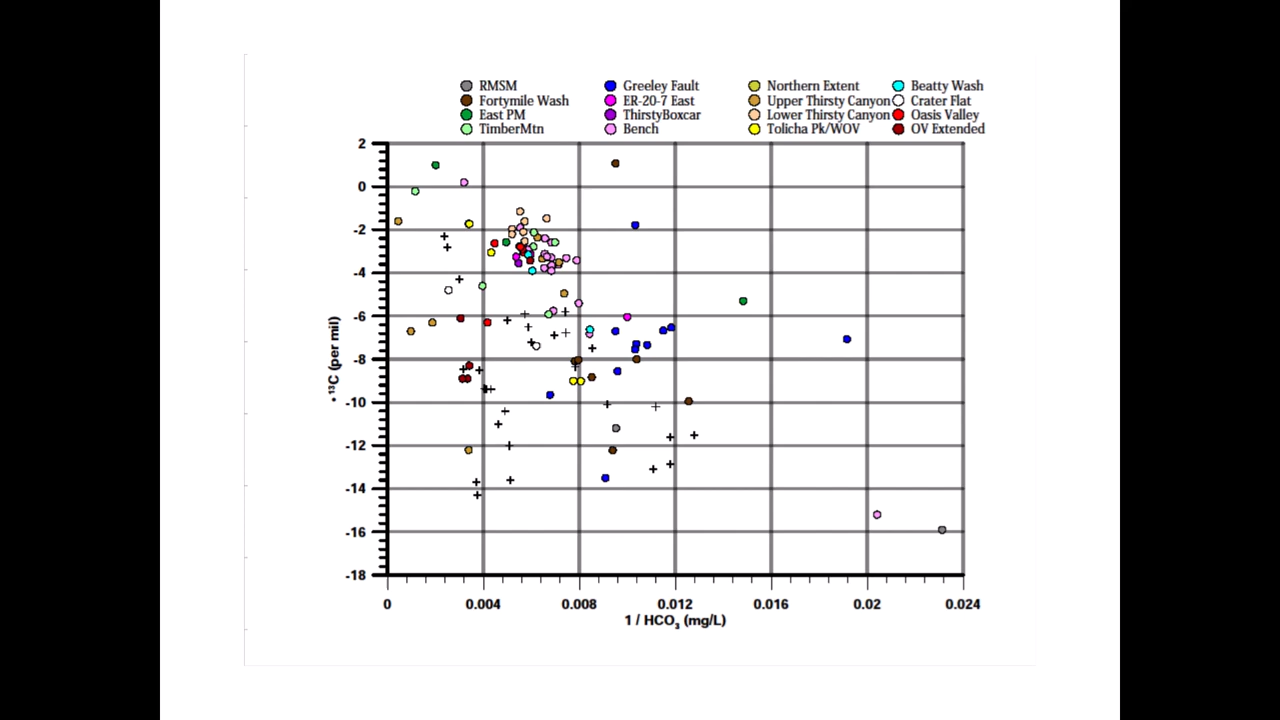 RMSM Greeley Fault Northern Extent Beatty Wash
Fortymile Wash ER-20-7 East Upper Thirsty Canyon Crater Flat
East PM ThirstyBoxcar Lower Thirsty Canyon Oasis Valley
TimberMtn Bench Tolicha Pk/WOV OV Extended
2
0
-2
-4
-6
-8
-10
-12
-14
-16
-18
• ¹³C (per mil)
0 0.004 0.008 0.012 0.016 0.02 0.024
1 / HCO₃ (mg/L)